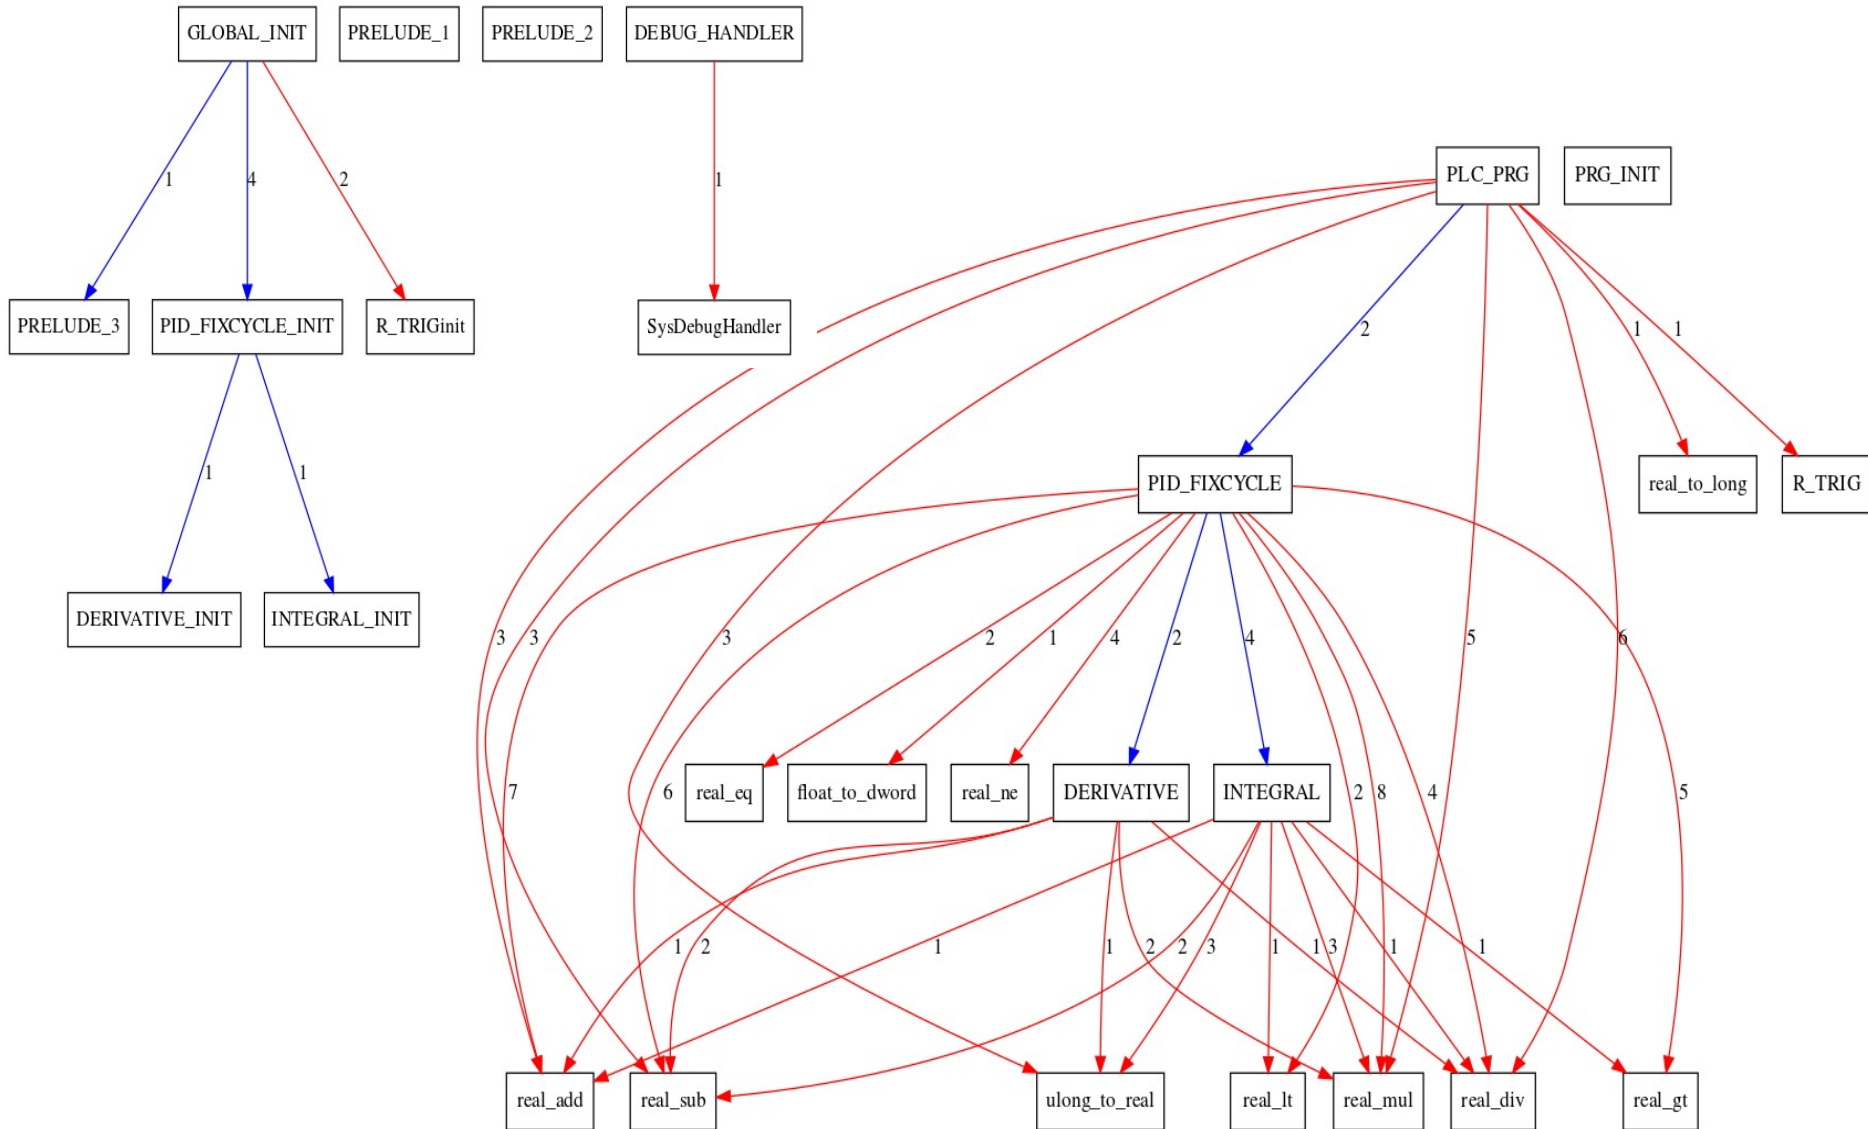 GLOBAL_INIT
PRELUDE_1
PRELUDE_2
DEBUG_HANDLER
PLC_PRG
PRG_INIT
1
4
2
1
PRELUDE_3
PID_FIXCYCLE_INIT
R_TRIGinit
SysDebugHandler
2
1
1
1
1
PID_FIXCYCLE
real_to_long
R_TRIG
DERIVATIVE_INIT
INTEGRAL_INIT
3
3
3
2
1
4
2
4
5
6
7
6
real_eq
float_to_dword
real_ne
DERIVATIVE
INTEGRAL
2
8
4
5
1
2
1
1
2
2
3
1
1
3
1
1
real_add
real_sub
ulong_to_real
real_lt
real_mul
real_div
real_gt